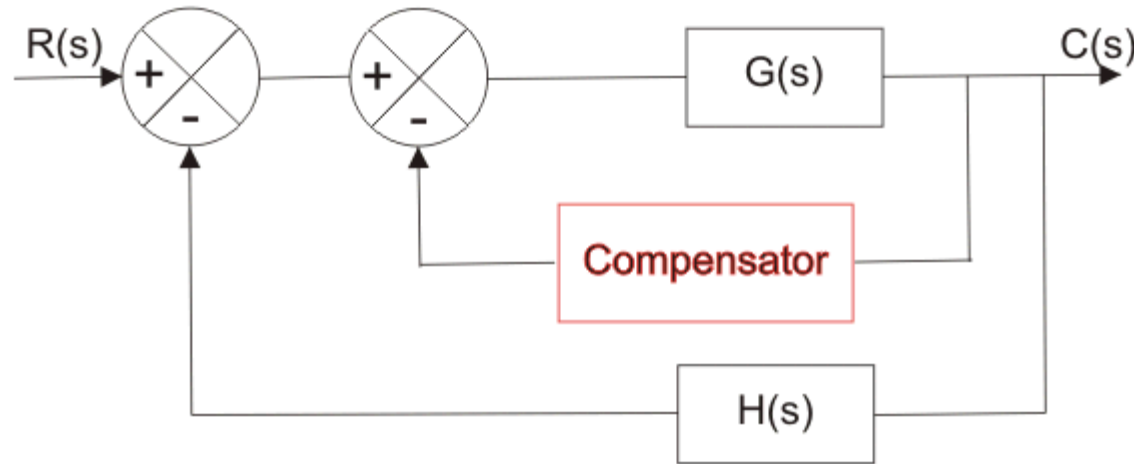 R(s)
+
-
+
-
G(s)
C(s)
Compensator
H(s)